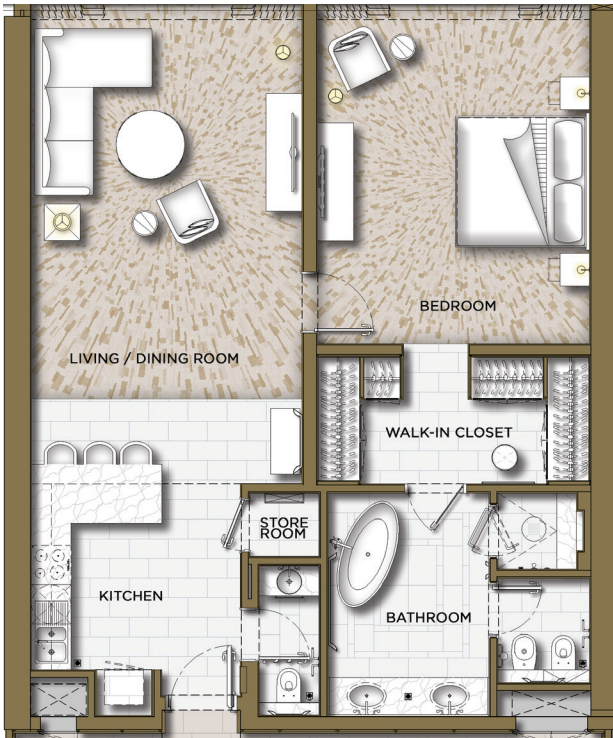 BEDROOM
LIVING / DINING ROOM
WALK-IN CLOSET
STORE
ROOM
KITCHEN
BATHROOM